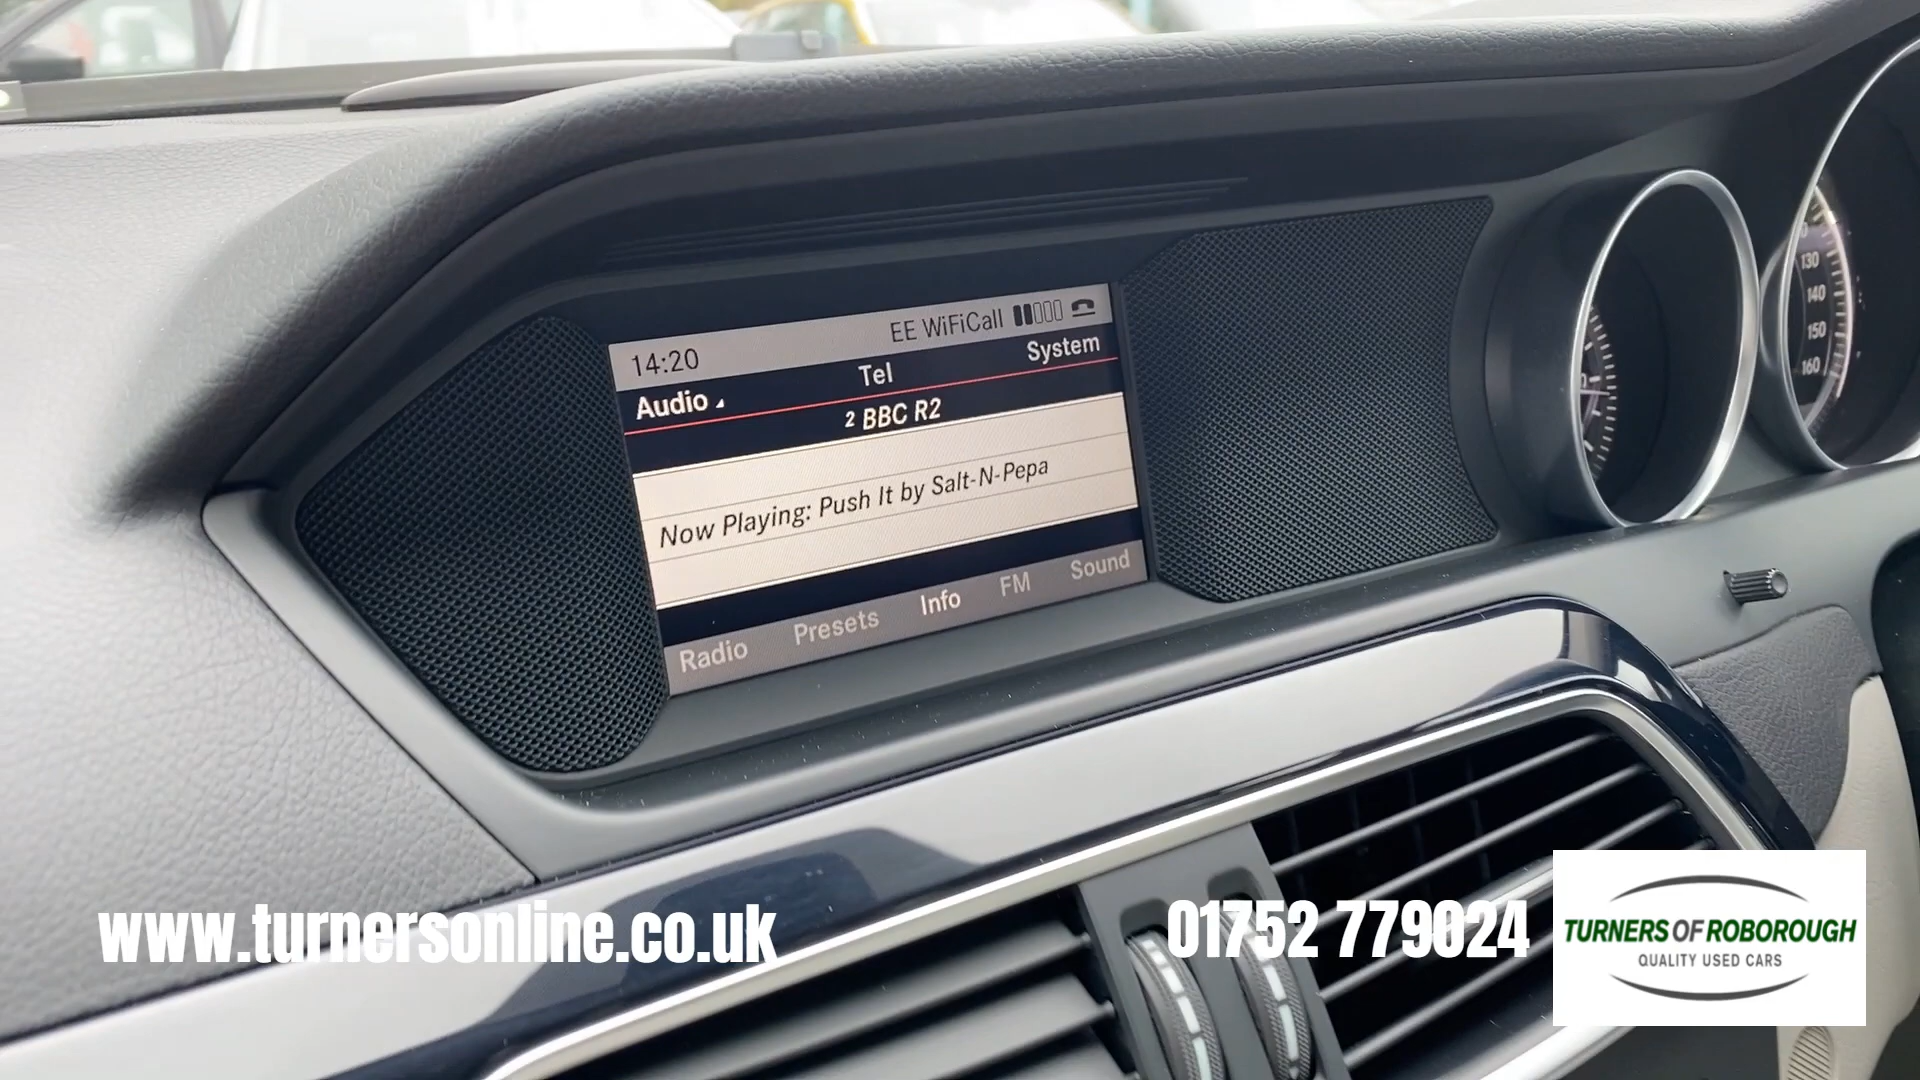 14:20
EE WiFiCall
Audio
Tel
System
2 BBC R2
Now Playing: Push It by Salt-N-Pepa
Radio
Presets
Info
FM
Sound
130
140
150
160
www.turnersonline.co.uk
01752 779024
TURNERS OF ROBOROUGH
QUALITY USED CARS